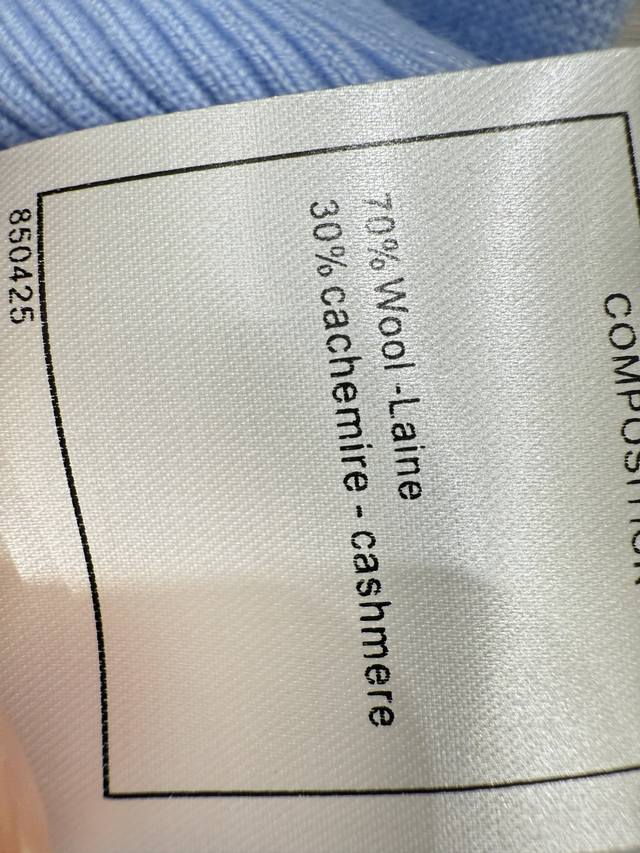 COMPOSITION
70% Wool -Laine
30% cachemire - cashmere
850425